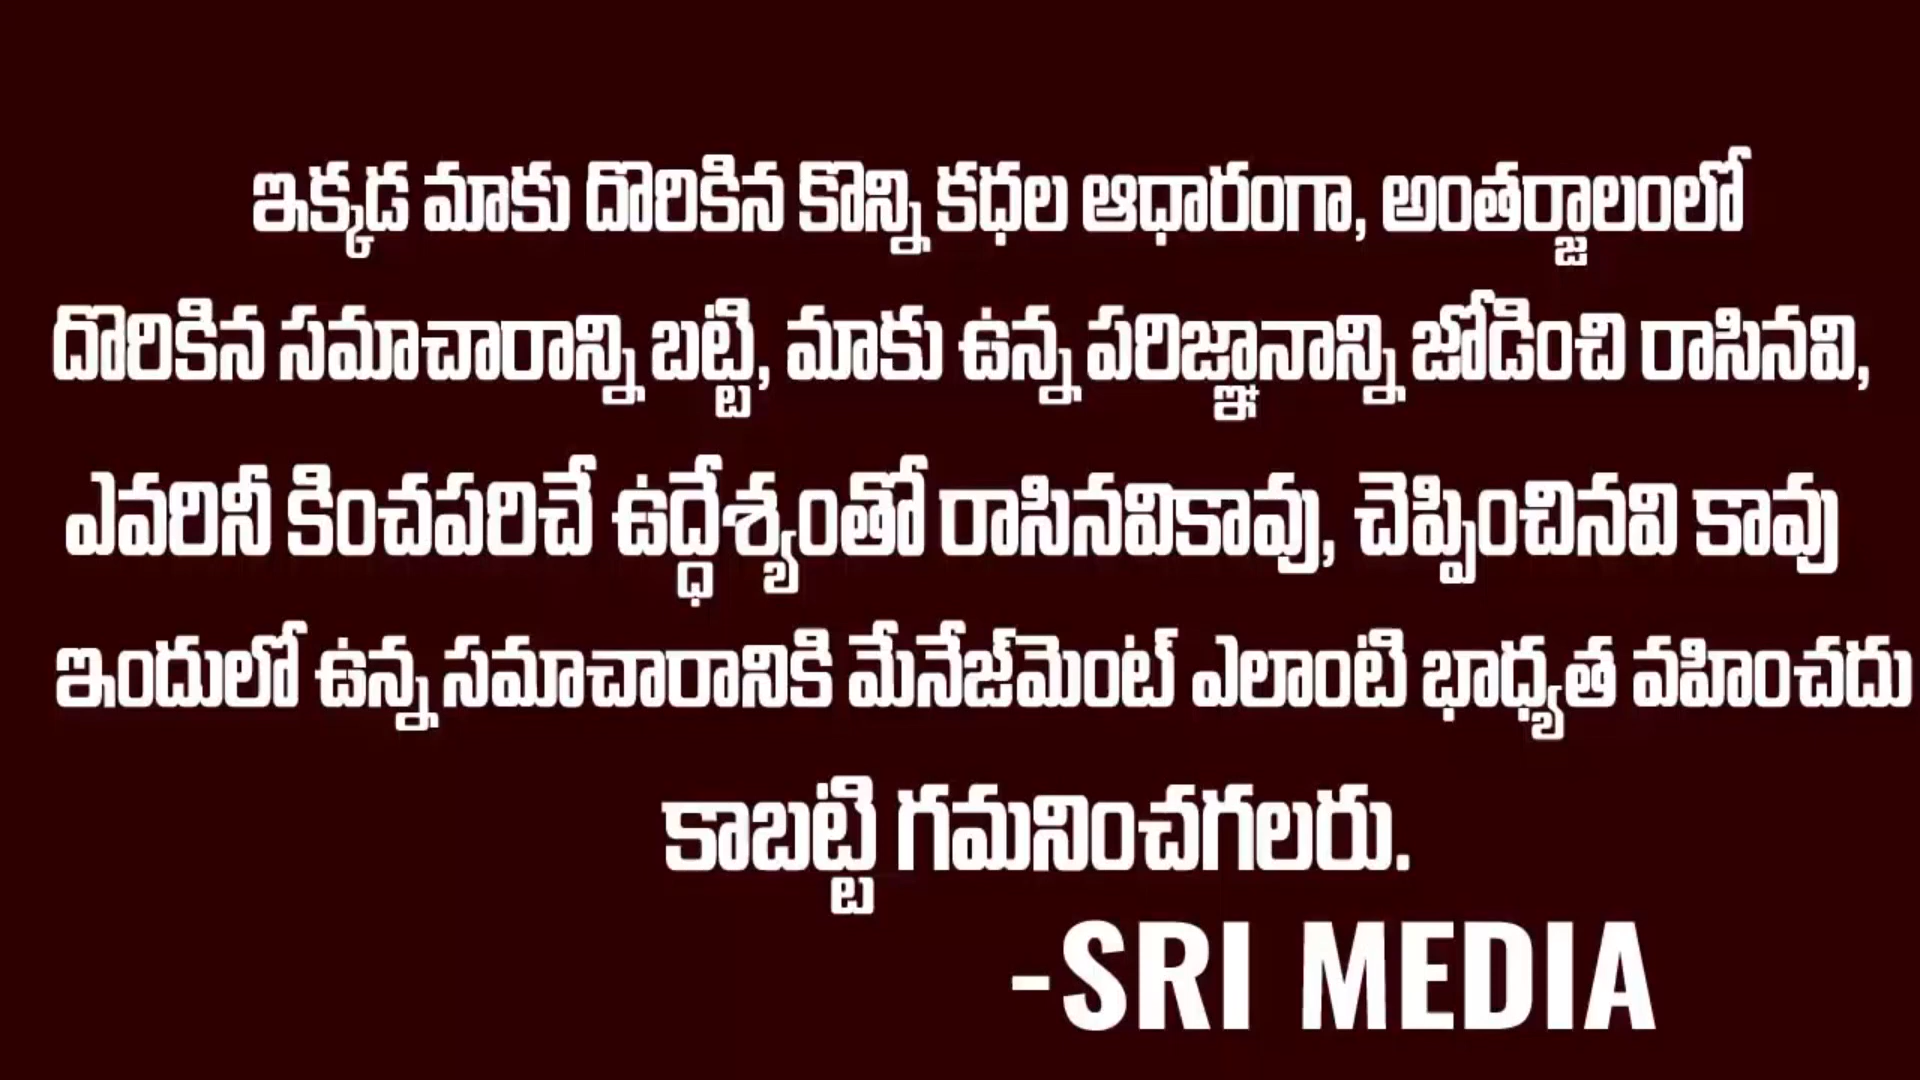 ఇక్కడ మాకు దొరికిన కొన్ని కధల ఆధారంగా, అంతర్జాలంలో
దొరికిన సమాచారాన్ని బట్టి, మాకు ఉన్న పరిజ్ఞానాన్ని జోడించి రాసినవి,
ఎవరినీ కించపరిచే ఉద్ధేశ్యంతో రాసినవికావు, చెప్పించినవి కావు
ఇందులో ఉన్న సమాచారానికి మేనేజ్‌మెంట్ ఎలాంటి భాధ్యత వహించదు
కాబట్టి గమనించగలరు.
-SRI MEDIA